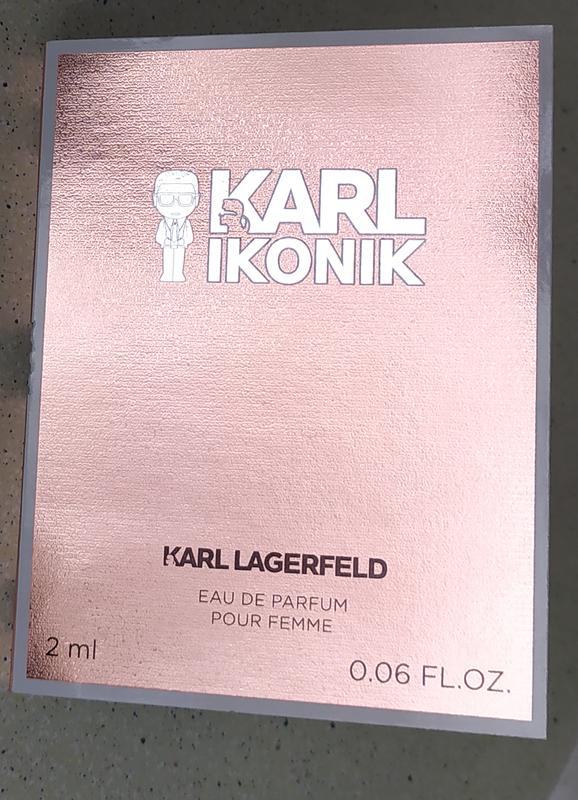 KARL
IKONIK
KARL LAGERFELD
EAU DE PARFUM
POUR FEMME
2 ml
0.06 FL.OZ.